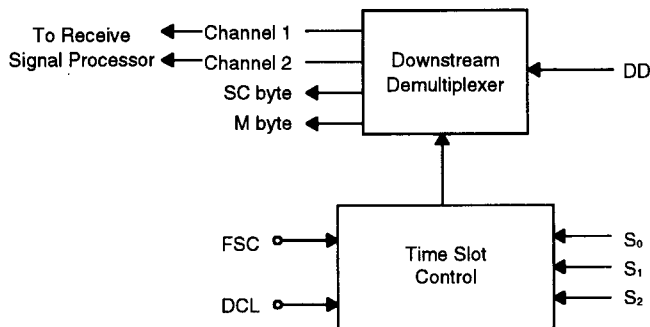 To Receive
Signal Processor
Channel 1
Channel 2
SC byte
M byte
Downstream
Demultiplexer
DD
FSC
DCL
Time Slot
Control
S₀
S₁
S₂